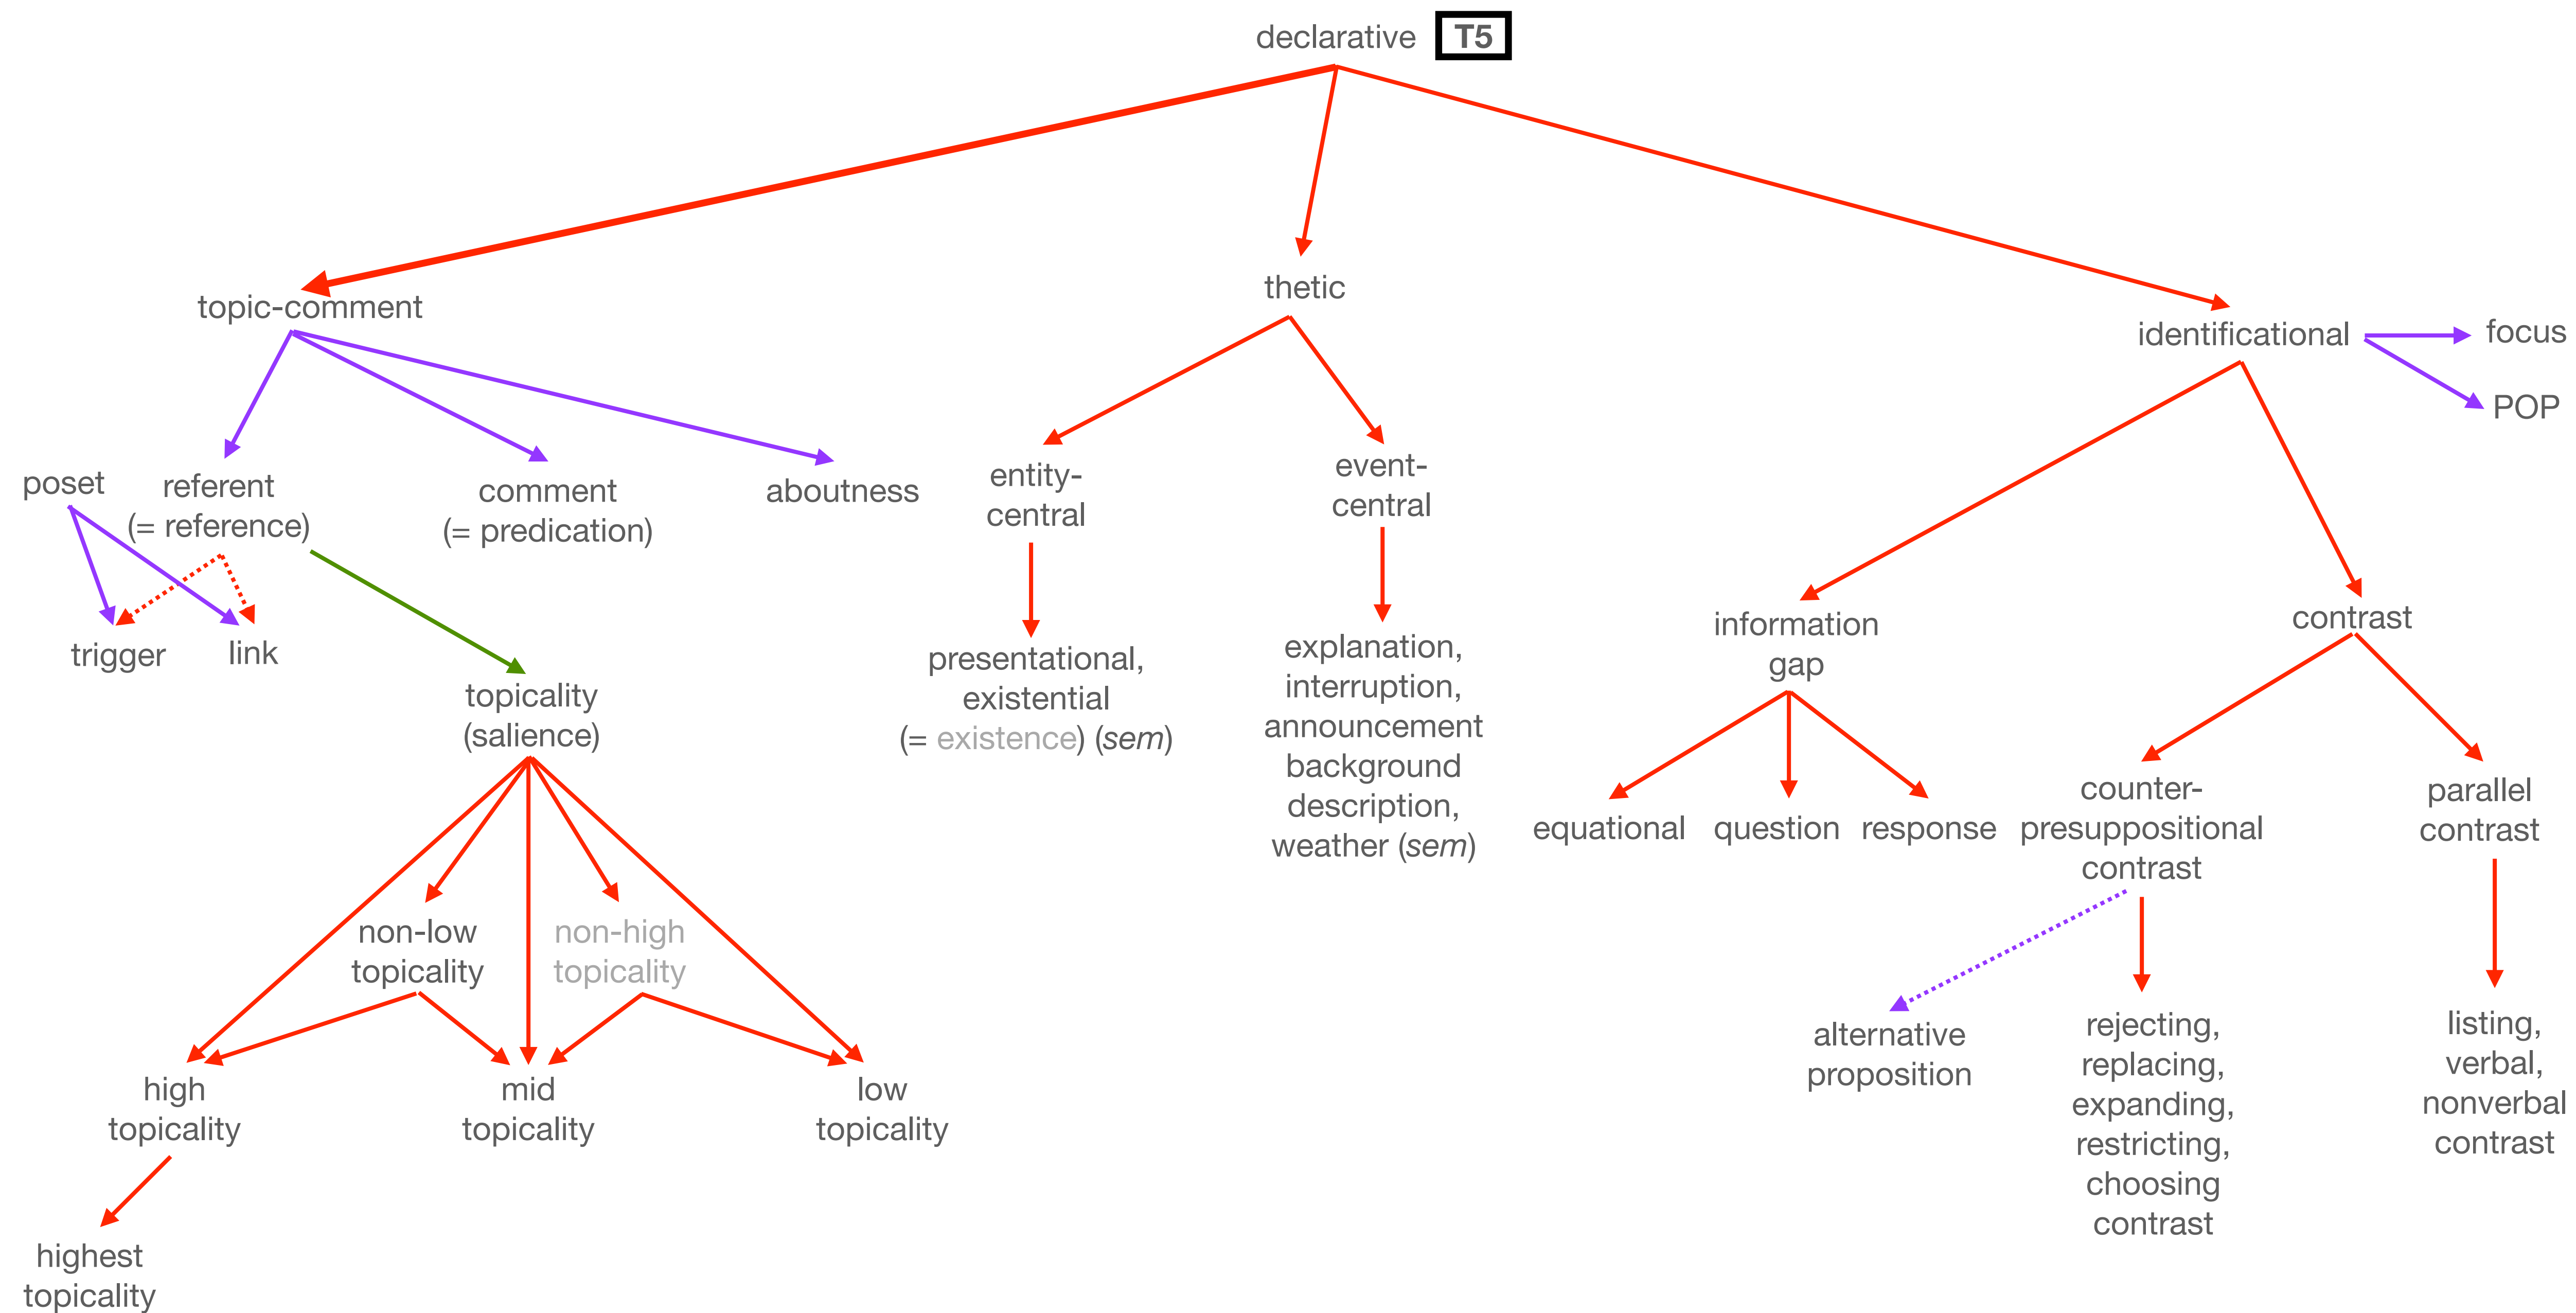 declarative T5
topic-comment
thetic
identificational
focus
POP
poset
referent
(= reference)
comment
(= predication)
aboutness
entity-
central
event-
central
trigger
link
topicality
(salience)
presentational,
existential
(= existence) (sem)
explanation,
interruption,
announcement
background
description,
weather (sem)
information
gap
contrast
equational
question
response
counter-
presuppositional
contrast
parallel
contrast
non-low
topicality
non-high
topicality
alternative
proposition
rejecting,
replacing,
expanding,
restricting,
choosing
contrast
listing,
verbal,
nonverbal
contrast
high
topicality
mid
topicality
low
topicality
highest
topicality